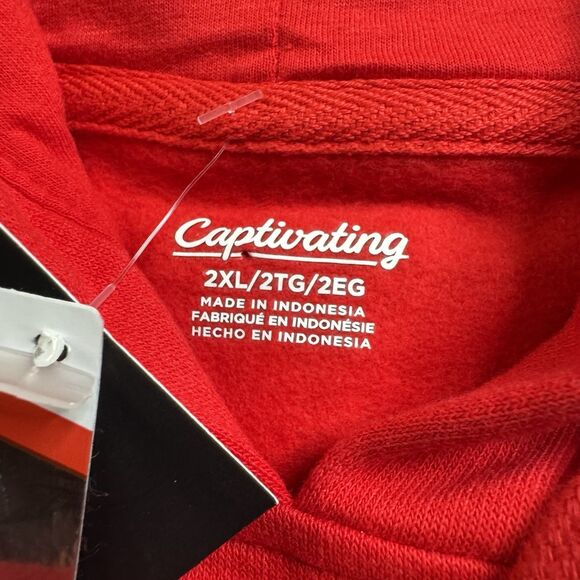 Captivating
2XL/2TG/2EG
MADE IN INDONESIA
FABRIQUÉ EN INDONÉSIE
HECHO EN INDONESIA